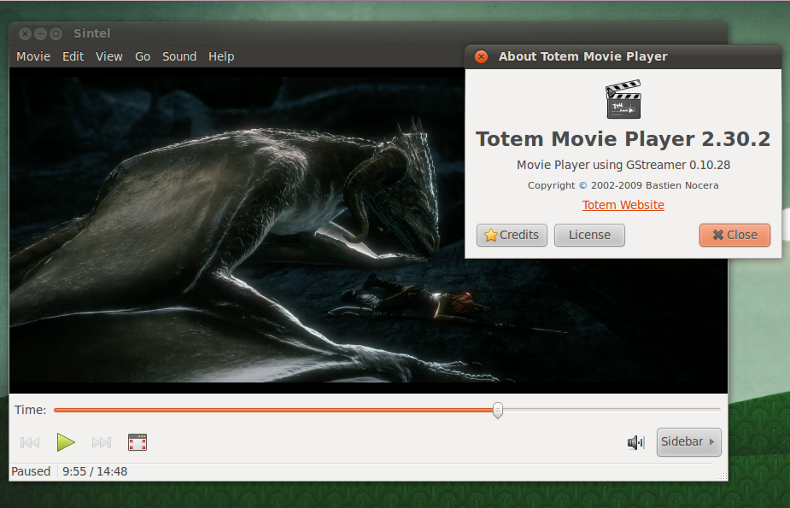 Sintel
Movie Edit View Go Sound Help
About Totem Movie Player
Totem Movie Player 2.30.2
Movie Player using GStreamer 0.10.28
Copyright © 2002-2009 Bastien Nocera
Totem Website
Credits License Close
Time:
Sidebar
Paused 9:55 / 14:48